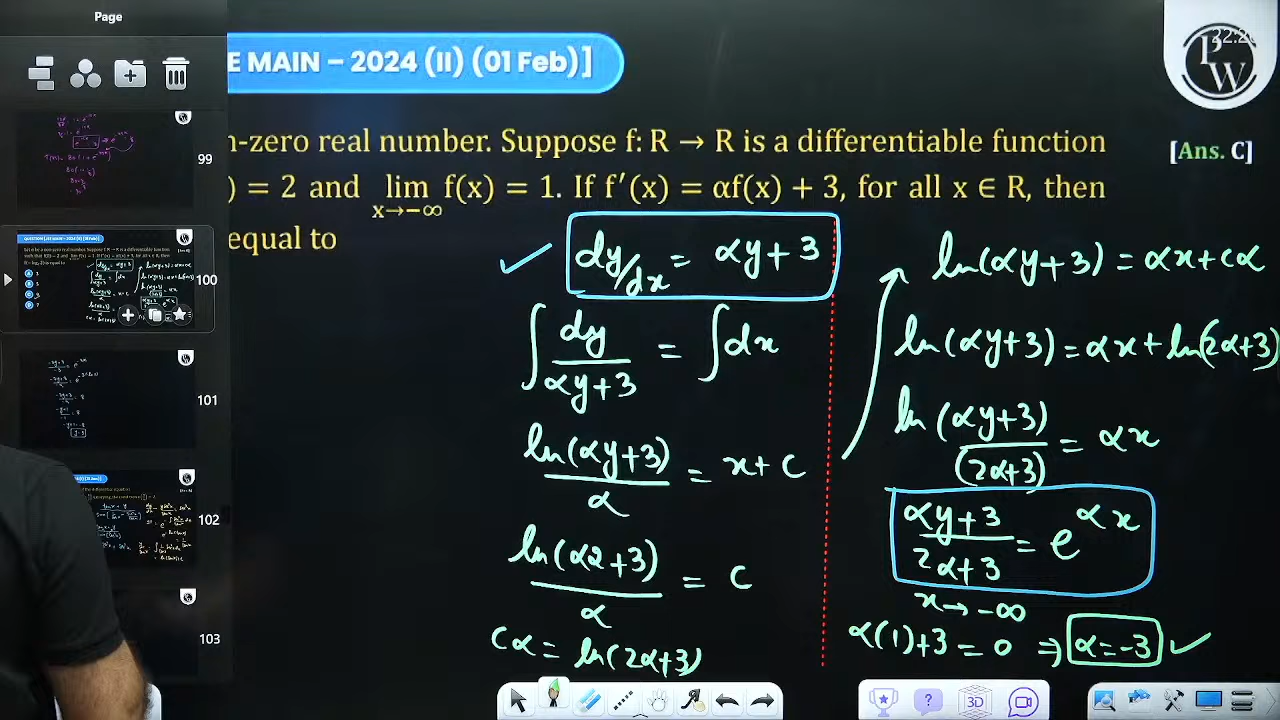 Page
E MAIN – 2024 (II) (01 Feb)]
22:20
PW
n-zero real number. Suppose f: R → R is a differentiable function
[Ans. C]
) = 2 and lim x→−∞ f(x) = 1. If f′(x) = αf(x) + 3, for all x ∈ R, then
equal to
99
100
101
102
103
dy/dx = αy+3
∫ dy/(αy+3) = ∫dx
ln(αy+3)/α = x+c
ln(α2+3)/α = c
cα = ln(2α+3)
ln(αy+3) = αx+cα
ln(αy+3) = αx+ln(2α+3)
ln (αy+3)/(2α+3) = αx
(αy+3)/(2α+3) = e^αx
x→−∞
α(1)+3 = 0 ⇒ α=−3 ✓
?
3D